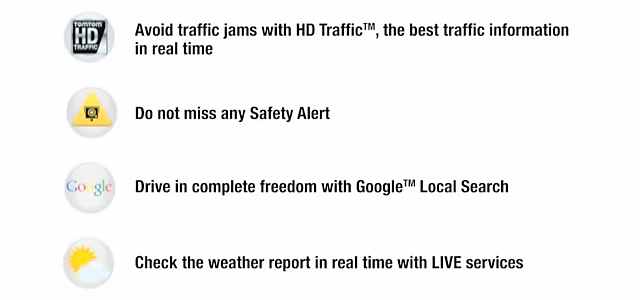 TOMTOM
HD
TRAFFIC
Avoid traffic jams with HD Traffic™, the best traffic information
in real time
Do not miss any Safety Alert
Google
Drive in complete freedom with Google™ Local Search
Check the weather report in real time with LIVE services